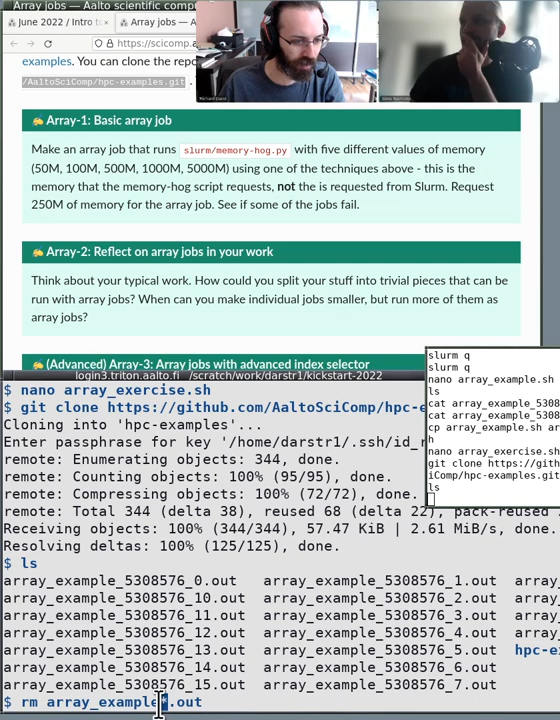 Array jobs — Aalto scientific comp
June 2022 / Intro t
Array jobs — A
https://scicomp.a
examples. You can clone the repo
/AaltoSciComp/hpc-examples.git .
Array-1: Basic array job
Make an array job that runs slurm/memory-hog.py with five different values of memory
(50M, 100M, 500M, 1000M, 5000M) using one of the techniques above - this is the
memory that the memory-hog script requests, not the is requested from Slurm. Request
250M of memory for the array job. See if some of the jobs fail.
Array-2: Reflect on array jobs in your work
Think about your typical work. How could you split your stuff into trivial pieces that can be
run with array jobs? When can you make individual jobs smaller, but run more of them as
array jobs?
(Advanced) Array-3: Array jobs with advanced index selector
login3.triton.aalto.fi /scratch/work/darstr1/kickstart-2022
$ nano array_exercise.sh
$ git clone https://github.com/AaltoSciComp/hpc-e
Cloning into 'hpc-examples'...
Enter passphrase for key '/home/darstr1/.ssh/id_r
remote: Enumerating objects: 344, done.
remote: Counting objects: 100% (95/95), done.
remote: Compressing objects: 100% (72/72), done.
remote: Total 344 (delta 38), reused 68 (delta 22), pack-reused
Receiving objects: 100% (344/344), 57.47 KiB | 2.61 MiB/s, done.
Resolving deltas: 100% (125/125), done.
$ ls
array_example_5308576_0.out array_example_5308576_1.out array_
array_example_5308576_10.out array_example_5308576_2.out array_
array_example_5308576_11.out array_example_5308576_3.out array_
array_example_5308576_12.out array_example_5308576_4.out array_
array_example_5308576_13.out array_example_5308576_5.out hpc-ex
array_example_5308576_14.out array_example_5308576_6.out
array_example_5308576_15.out array_example_5308576_7.out
$ rm array_example*.out
slurm q
slurm q
nano array_example.sh
ls
cat array_example_5308
cat array_example_5308
cp array_example.sh ar
h
nano array_exercise.sh
git clone https://gith
iComp/hpc-examples.git
ls